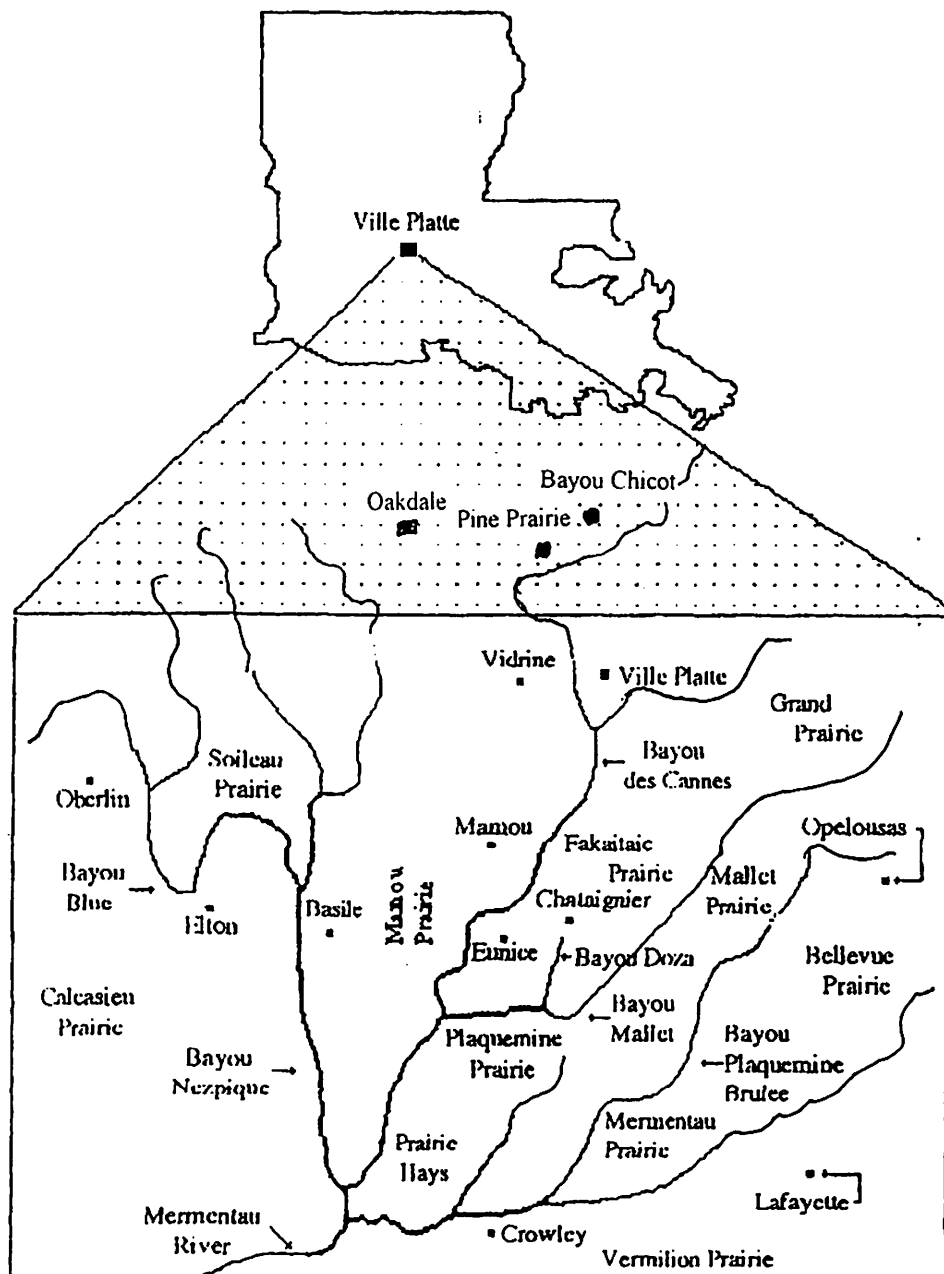 Ville Platte
Bayou Chicot
Oakdale
Pine Prairie
Vidrine
Ville Platte
Grand
Prairie
Soileau
Prairie
Oberlin
Bayou
des Cannes
Mamou
Opelousas
Fakaitaic
Prairie
Mallet
Prairie
Bayou
Blue
Elton
Basile
Mamou
Prairie
Chataignier
Eunice
Bayou Doza
Bellevue
Prairie
Calcasieu
Prairie
Bayou
Mallet
Plaquemine
Prairie
Bayou
Nezpique
Bayou
Plaquemine
Brulee
Mermentau
Prairie
Prairie
Hays
Lafayette
Mermentau
River
Crowley
Vermilion Prairie